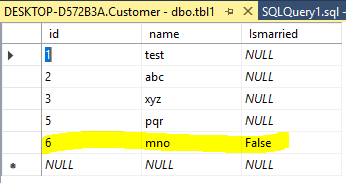 DESKTOP-D572B3A.Customer - dbo.tbl1 SQLQuery1.sql -
id name Ismarried
1 test NULL
2 abc NULL
3 xyz NULL
5 pqr NULL
6 mno False
NULL NULL NULL